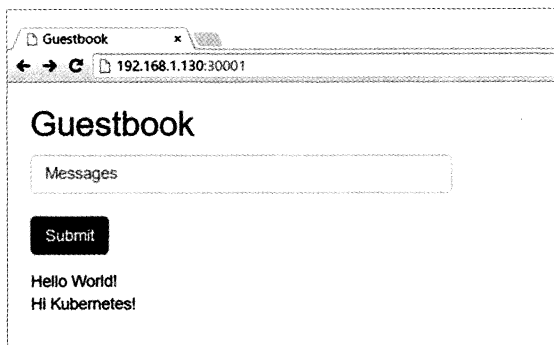 Guestbook
192.168.1.130:30001
Guestbook
Messages
Submit
Hello World!
Hi Kubernetes!